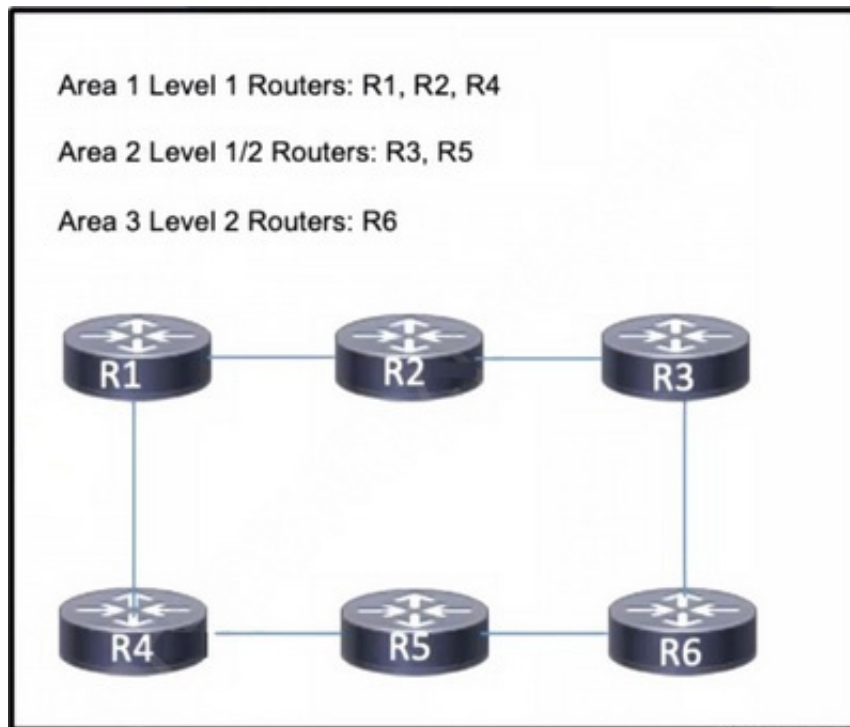 Area 1 Level 1 Routers: R1, R2, R4
Area 2 Level 1/2 Routers: R3, R5
Area 3 Level 2 Routers: R6
R1 R2 R3
R4 R5 R6